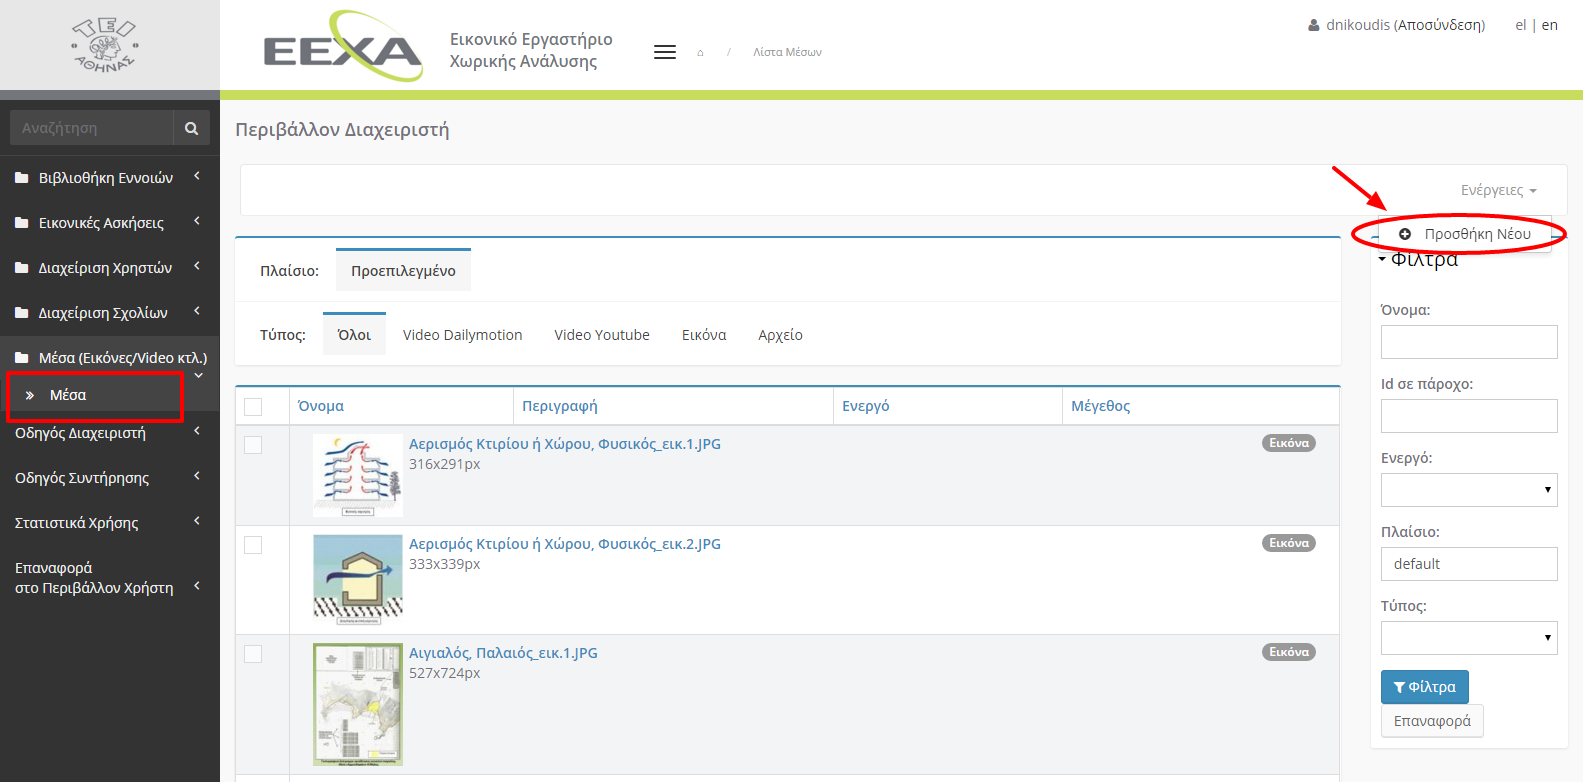 ΤΕΙ
ΑΘΗΝΑΣ
ΕΕΧΑ
Εικονικό Εργαστήριο
Χωρικής Ανάλυσης
/ Λίστα Μέσων
dnikoudis (Αποσύνδεση) el | en
Αναζήτηση
Βιβλιοθήκη Εννοιών
Εικονικές Ασκήσεις
Διαχείριση Χρηστών
Διαχείριση Σχολίων
Μέσα (Εικόνες/Video κτλ.)
Μέσα
Οδηγός Διαχειριστή
Οδηγός Συντήρησης
Στατιστικά Χρήσης
Επαναφορά
στο Περιβάλλον Χρήστη
Περιβάλλον Διαχειριστή
Ενέργειες
Προσθήκη Νέου
Πλαίσιο: Προεπιλεγμένο
Τύπος: Όλοι Video Dailymotion Video Youtube Εικόνα Αρχείο
Όνομα Περιγραφή Ενεργό Μέγεθος
Αερισμός Κτιρίου ή Χώρου, Φυσικός_εικ.1.JPG Εικόνα
316x291px
Αερισμός Κτιρίου ή Χώρου, Φυσικός_εικ.2.JPG Εικόνα
333x339px
Αιγιαλός, Παλαιός_εικ.1.JPG Εικόνα
527x724px
Φίλτρα
Όνομα:
Id σε πάροχο:
Ενεργό:
Πλαίσιο:
default
Τύπος:
Φίλτρα
Επαναφορά